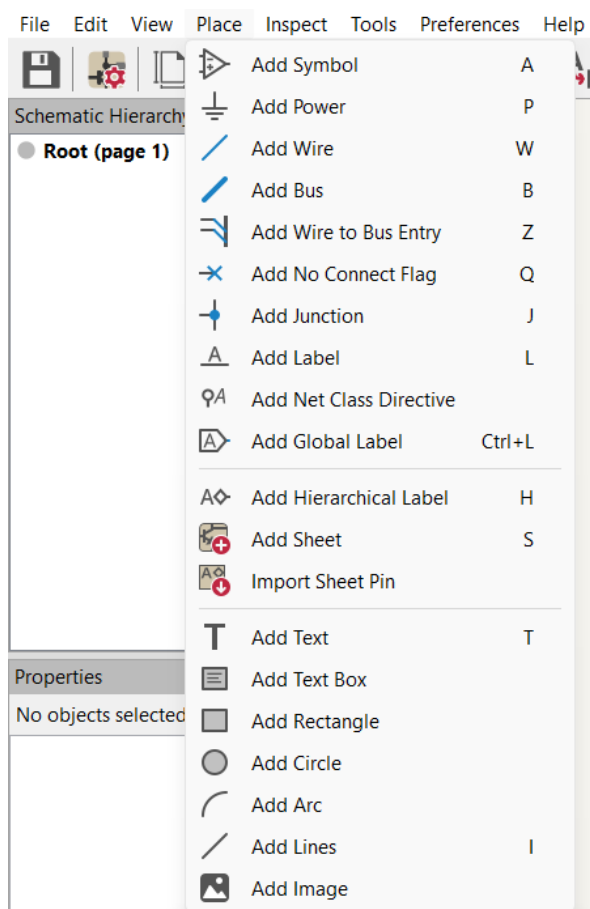 File Edit View Place Inspect Tools Preferences Help
Schematic Hierarchy
Root (page 1)
Add Symbol A
Add Power P
Add Wire W
Add Bus B
Add Wire to Bus Entry Z
Add No Connect Flag Q
Add Junction J
A Add Label L
A Add Net Class Directive
A Add Global Label Ctrl+L
A Add Hierarchical Label H
Add Sheet S
A Import Sheet Pin
T Add Text T
Add Text Box
Add Rectangle
Add Circle
Add Arc
Add Lines I
Add Image
Properties
No objects selected